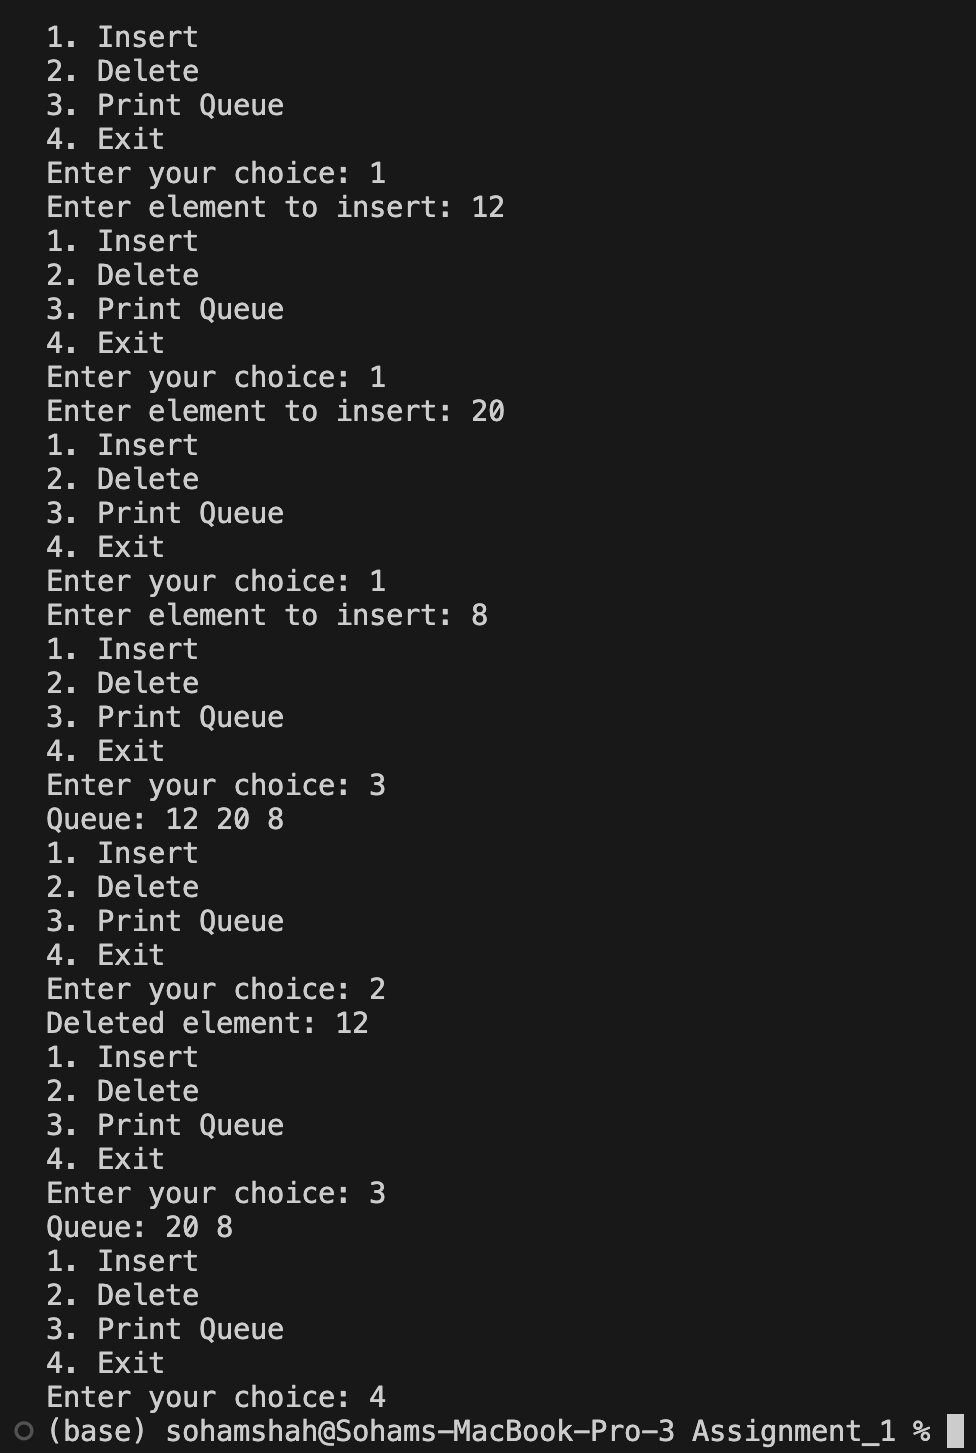 1. Insert
2. Delete
3. Print Queue
4. Exit
Enter your choice: 1
Enter element to insert: 12
1. Insert
2. Delete
3. Print Queue
4. Exit
Enter your choice: 1
Enter element to insert: 20
1. Insert
2. Delete
3. Print Queue
4. Exit
Enter your choice: 1
Enter element to insert: 8
1. Insert
2. Delete
3. Print Queue
4. Exit
Enter your choice: 3
Queue: 12 20 8
1. Insert
2. Delete
3. Print Queue
4. Exit
Enter your choice: 2
Deleted element: 12
1. Insert
2. Delete
3. Print Queue
4. Exit
Enter your choice: 3
Queue: 20 8
1. Insert
2. Delete
3. Print Queue
4. Exit
Enter your choice: 4
(base) sohamshah@Sohams-MacBook-Pro-3 Assignment_1 %